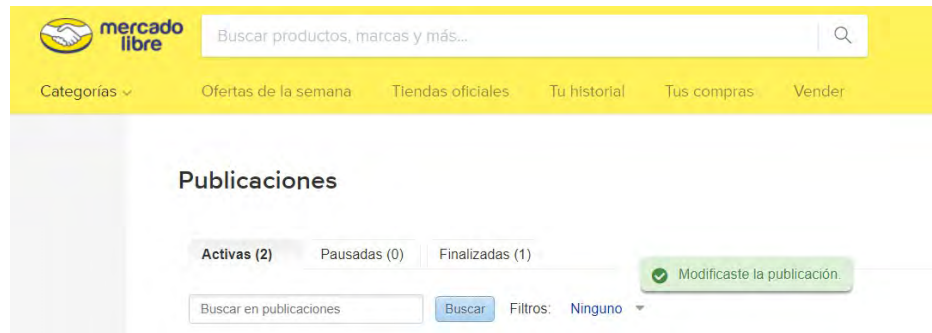 mercado
libre
Buscar productos, marcas y más...
Categorías Ofertas de la semana Tiendas oficiales Tu historial Tus compras Vender
Publicaciones
Activas (2) Pausadas (0) Finalizadas (1)
Modificaste la publicación.
Buscar en publicaciones Buscar Filtros: Ninguno